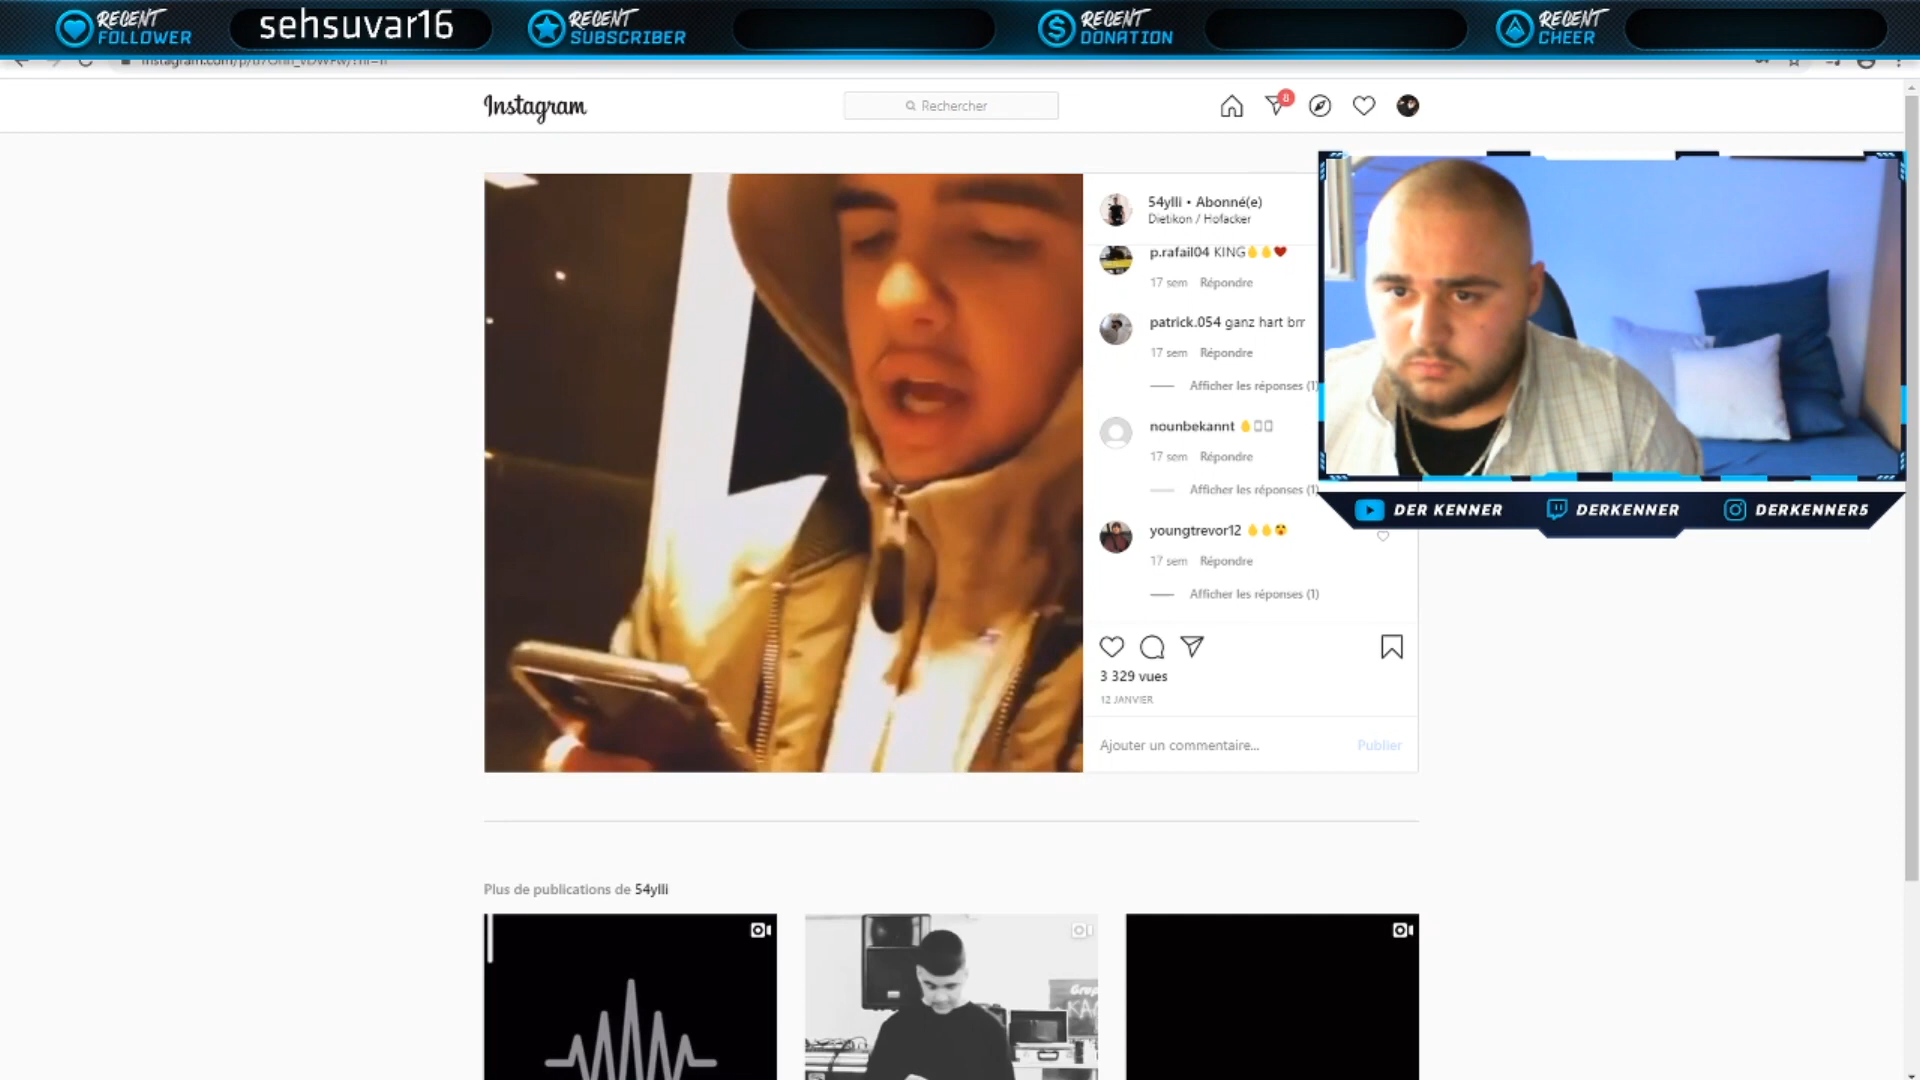 RECENT FOLLOWER
sehsuvar16
RECENT SUBSCRIBER
RECENT DONATION
RECENT CHEER
Instagram
Rechercher
8
54ylli • Abonné(e)
Dietikon / Hofacker
p.rafail04 KING
17 sem Répondre
patrick.054 ganz hart brr
17 sem Répondre
Afficher les réponses (1)
nounbekannt
17 sem Répondre
Afficher les réponses (1)
youngtrevor12
17 sem Répondre
Afficher les réponses (1)
DER KENNER
DERKENNER
DERKENNER5
3 329 vues
12 JANVIER
Ajouter un commentaire...
Publier
Plus de publications de 54ylli